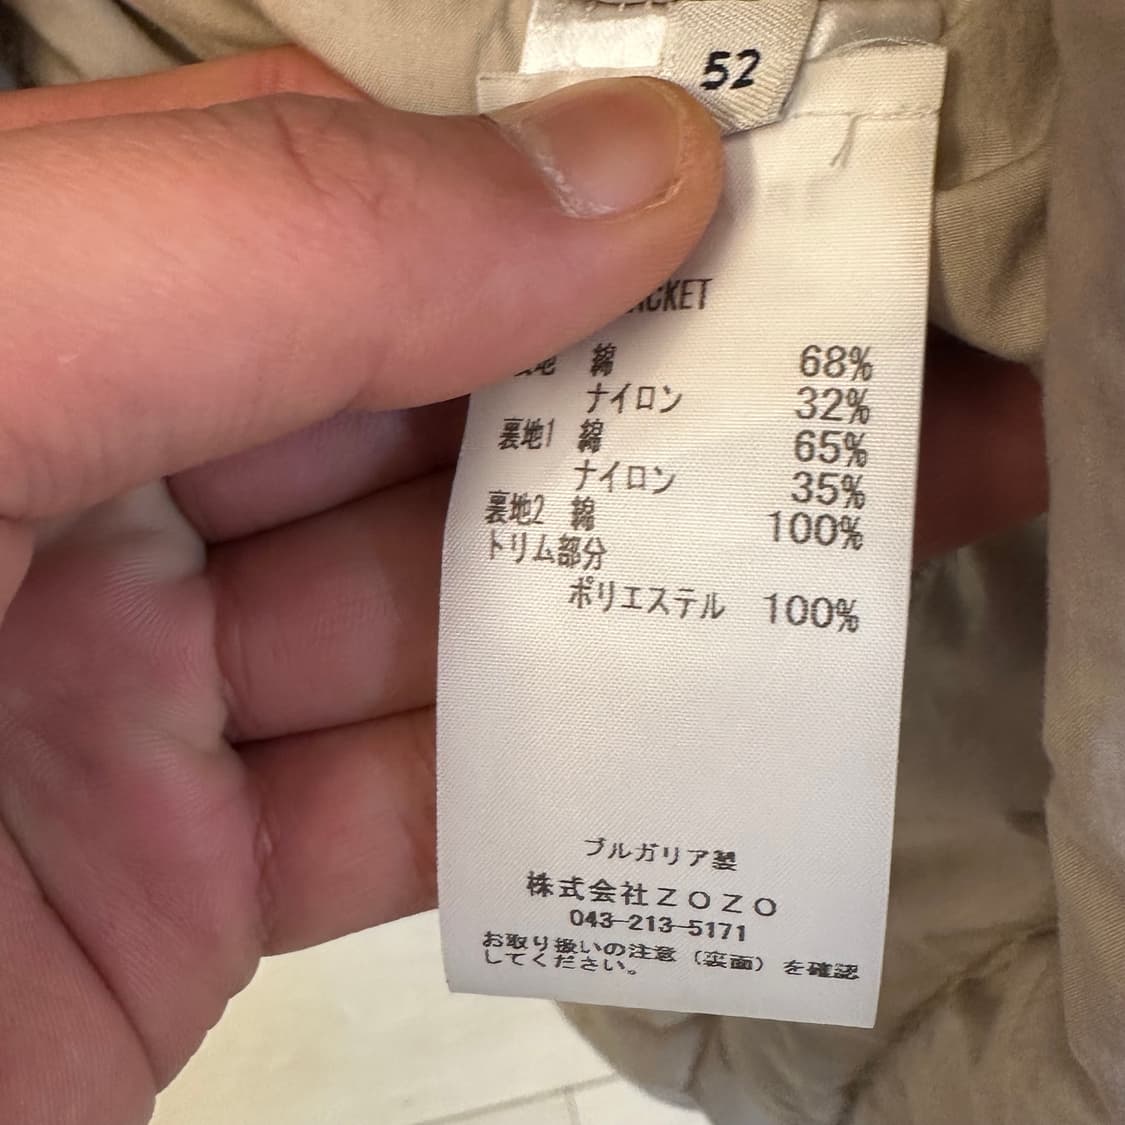 52
綿 68%
ナイロン 32%
裏地1 綿 65%
ナイロン 35%
裏地2 綿 100%
トリム部分
ポリエステル 100%
ブルガリア製
株式会社ZOZO
043-213-5171
お取り扱いの注意（裏面）を確認
してください。